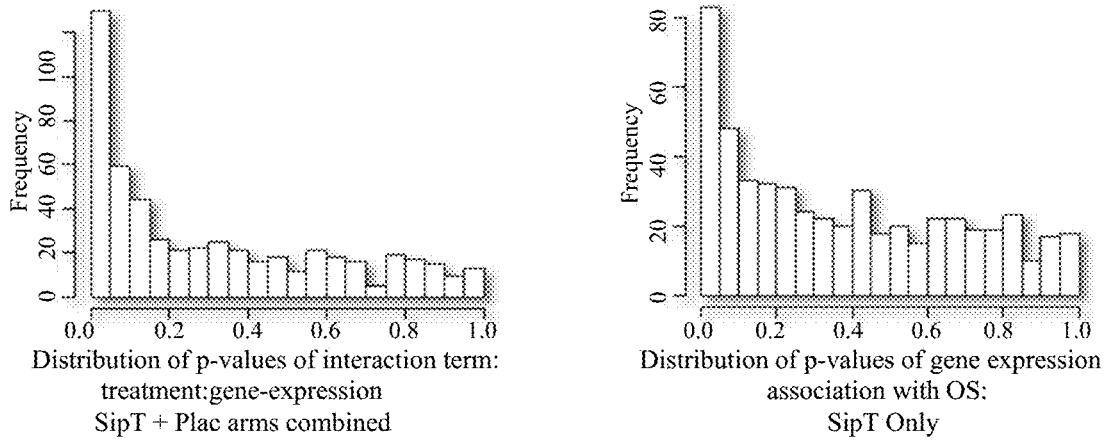 Frequency
0 20 40 60 80 100
0.0 0.2 0.4 0.6 0.8 1.0
Distribution of p-values of interaction term:
treatment:gene-expression
SipT + Plac arms combined
Frequency
0 20 40 60 80
0.0 0.2 0.4 0.6 0.8 1.0
Distribution of p-values of gene expression
association with OS:
SipT Only